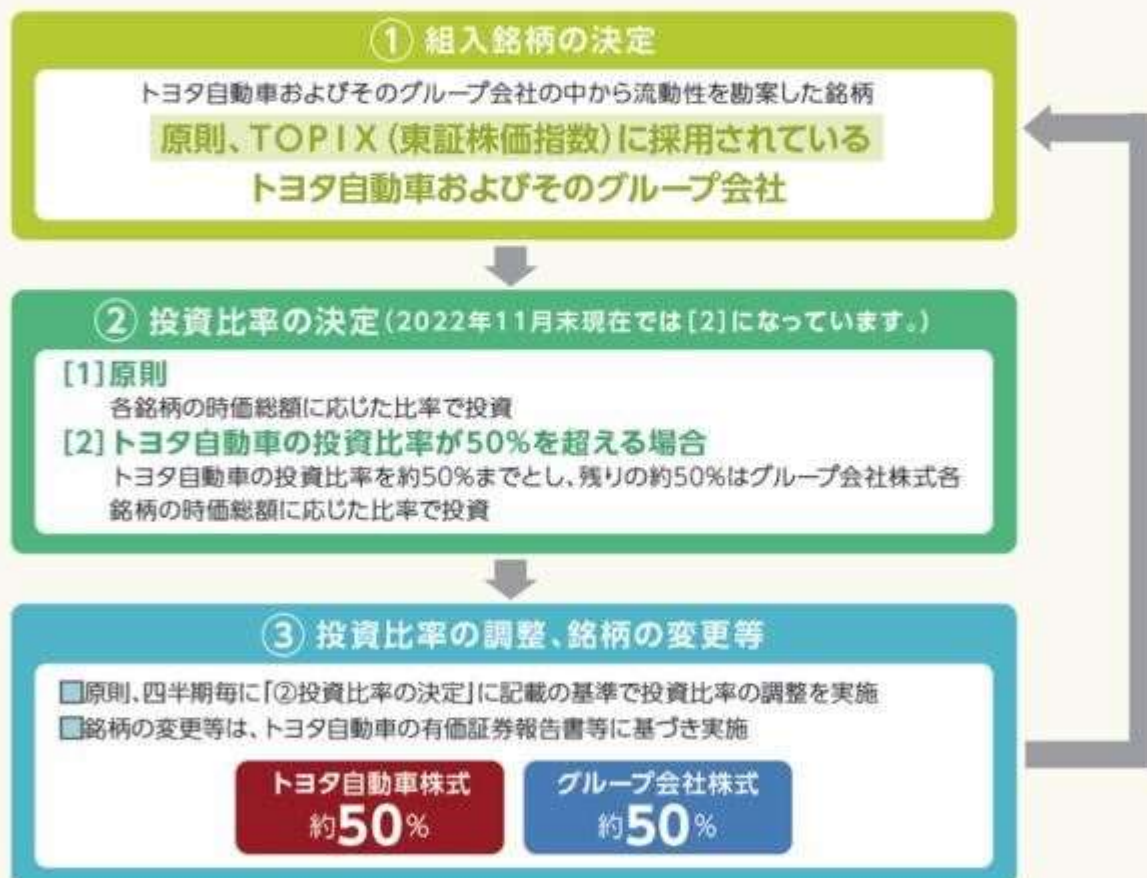 ① 組入銘柄の決定
トヨタ自動車およびそのグループ会社の中から流動性を勘案した銘柄
原則、TOPIX(東証株価指数)に採用されている
トヨタ自動車およびそのグループ会社
② 投資比率の決定(2022年11月末現在では[2]になっています。)
[1]原則
各銘柄の時価総額に応じた比率で投資
[2]トヨタ自動車の投資比率が50%を超える場合
トヨタ自動車の投資比率を約50%までとし、残りの約50%はグループ会社株式各
銘柄の時価総額に応じた比率で投資
③ 投資比率の調整、銘柄の変更等
原則、四半期毎に「②投資比率の決定」に記載の基準で投資比率の調整を実施
銘柄の変更等は、トヨタ自動車の有価証券報告書等に基づき実施
トヨタ自動車株式
約50%
グループ会社株式
約50%